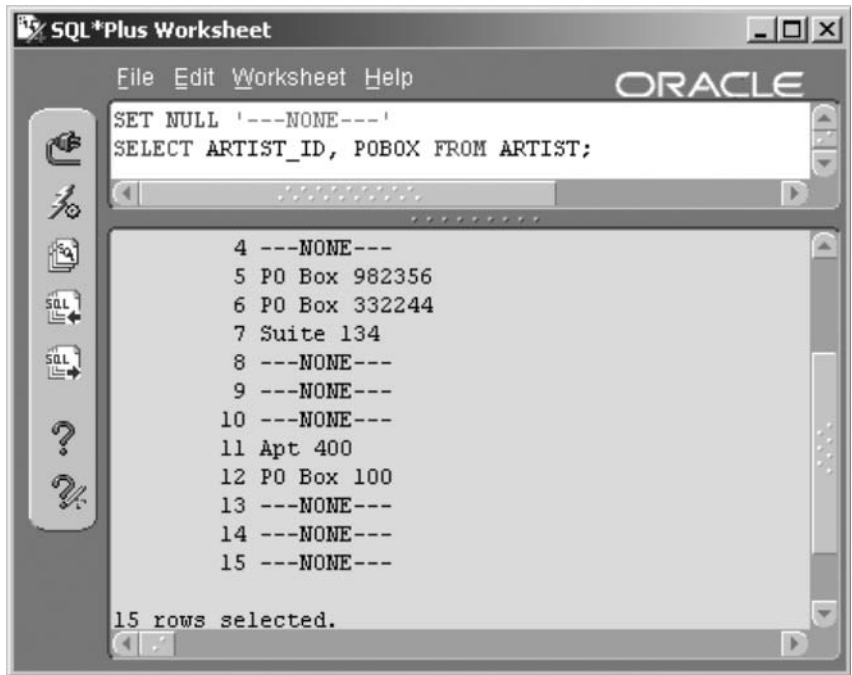 SQL*Plus Worksheet
File Edit Worksheet Help
ORACLE
SET NULL '---NONE---'
SELECT ARTIST_ID, POBOX FROM ARTIST;
4 ---NONE---
5 PO Box 982356
6 PO Box 332244
7 Suite 134
8 ---NONE---
9 ---NONE---
10 ---NONE---
11 Apt 400
12 PO Box 100
13 ---NONE---
14 ---NONE---
15 ---NONE---
15 rows selected.